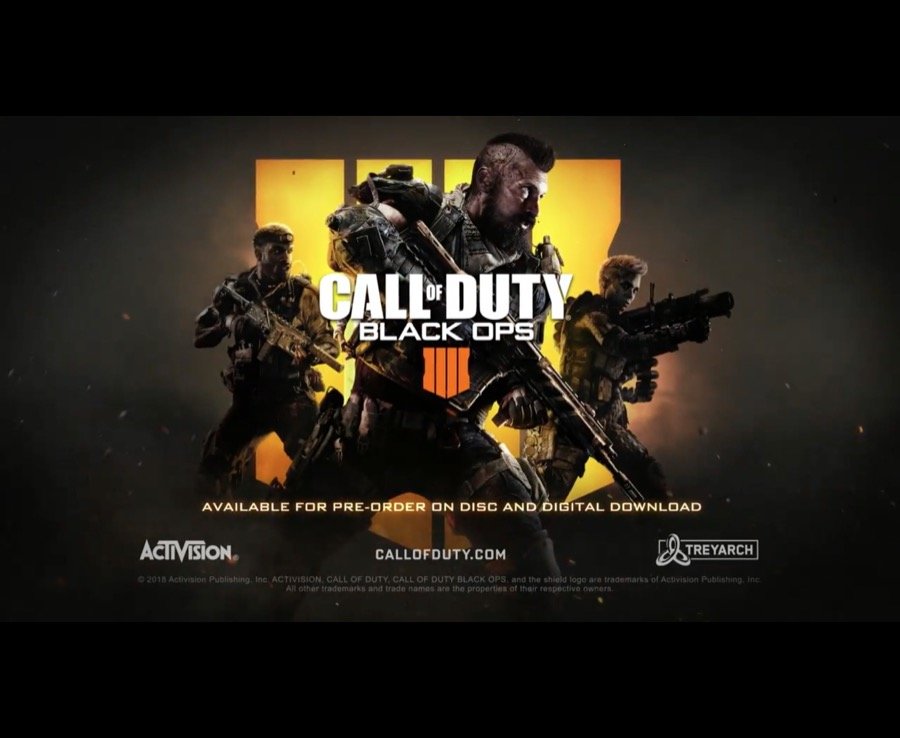 CALL OF DUTY®
BLACK OPS
IIII
AVAILABLE FOR PRE-ORDER ON DISC AND DIGITAL DOWNLOAD
ACTIVISION®
CALLOFDUTY.COM
TREYARCH
© 2018 Activision Publishing, Inc. ACTIVISION, CALL OF DUTY, CALL OF DUTY BLACK OPS, and the shield logo are trademarks of Activision Publishing, Inc.
All other trademarks and trade names are the properties of their respective owners.